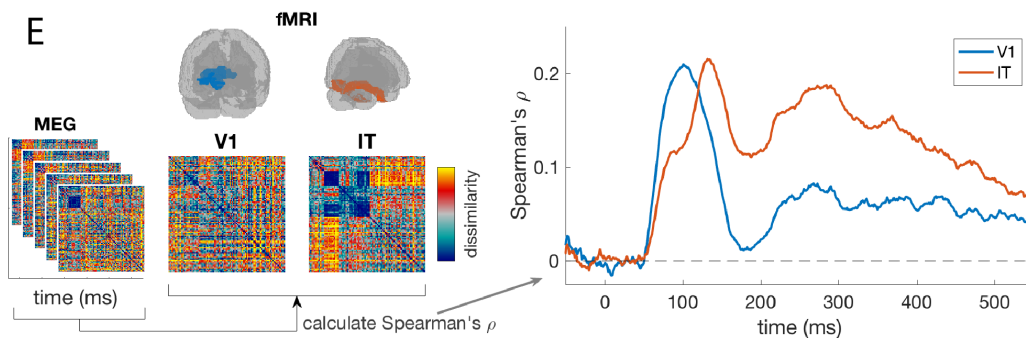 E
fMRI
MEG
V1
IT
dissimilarity
time (ms)
calculate Spearman's ρ
V1
IT
Spearman's ρ
0.2
0.1
0
0 100 200 300 400 500
time (ms)